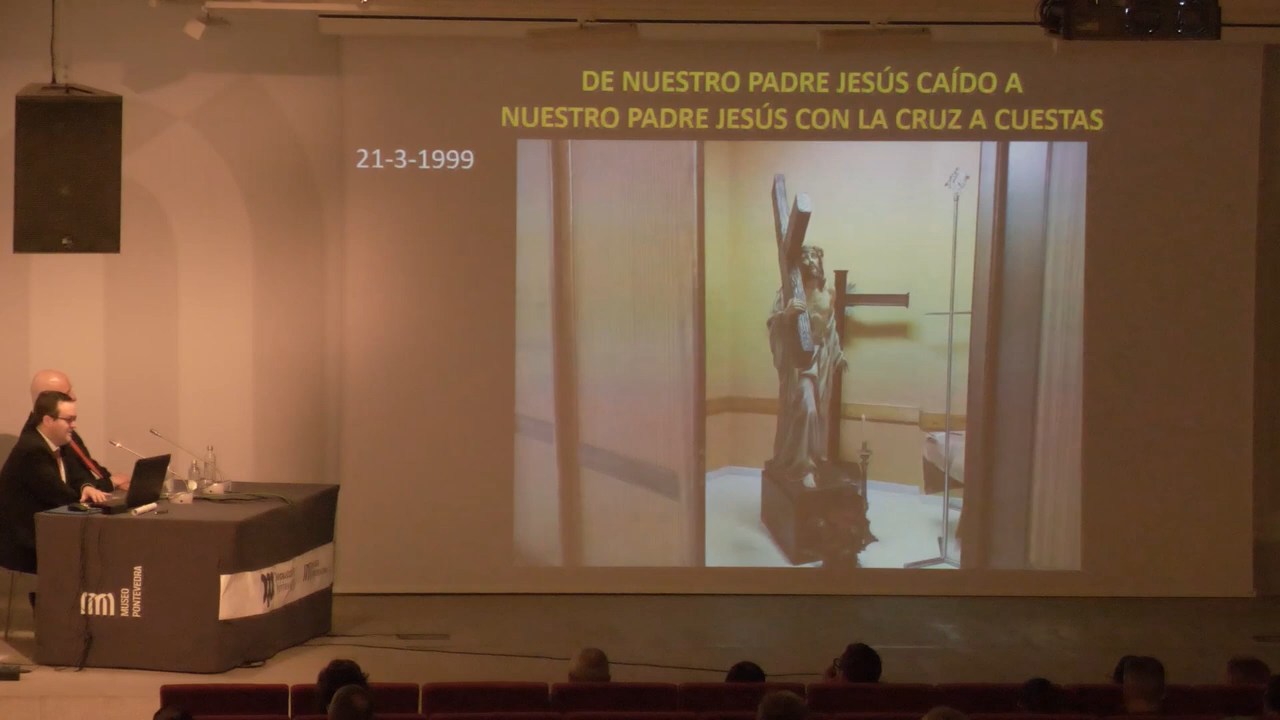 DE NUESTRO PADRE JESÚS CAÍDO A
NUESTRO PADRE JESÚS CON LA CRUZ A CUESTAS
21-3-1999
MUSEO
PONTEVEDRA